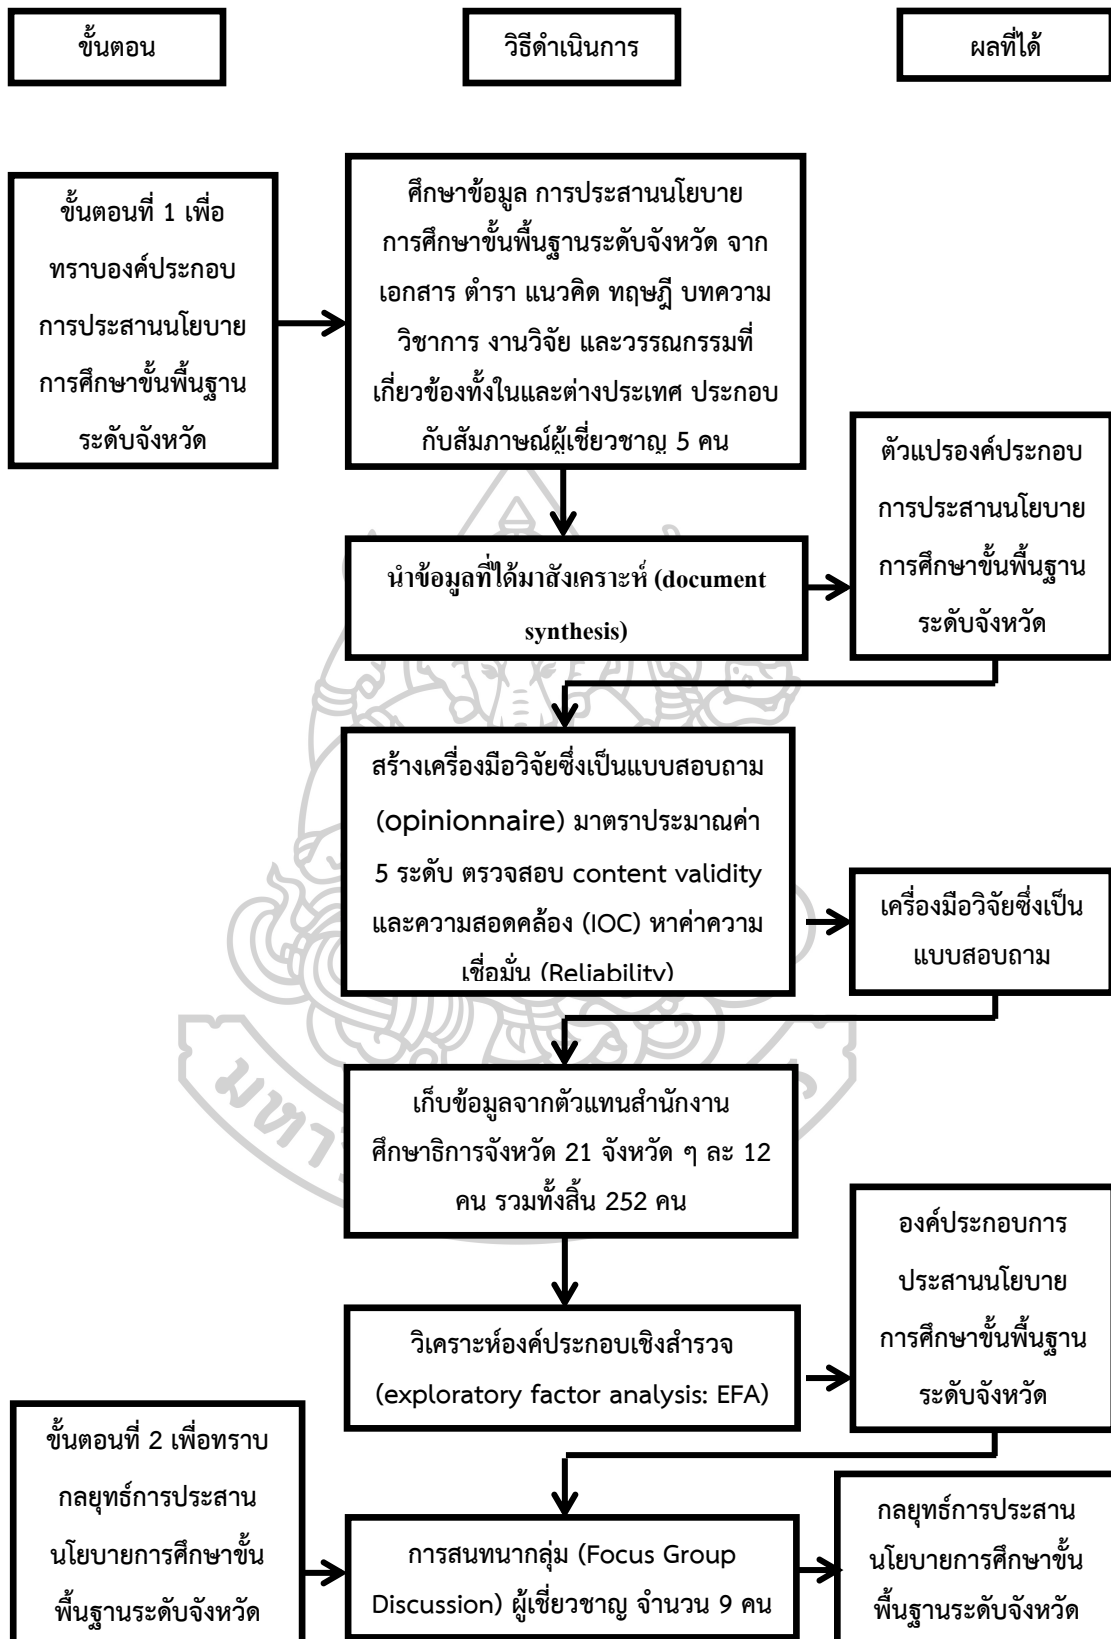 ขั้นตอน
วิธีดำเนินการ
ผลที่ได้
ขั้นตอนที่ 1 เพื่อ
ทราบองค์ประกอบ
การประสานนโยบาย
การศึกษาขั้นพื้นฐาน
ระดับจังหวัด
ศึกษาข้อมูล การประสานนโยบาย
การศึกษาขั้นพื้นฐานระดับจังหวัด จาก
เอกสาร ตำรา แนวคิด ทฤษฎี บทความ
วิชาการ งานวิจัย และวรรณกรรมที่
เกี่ยวข้องทั้งในและต่างประเทศ ประกอบ
กับสัมภาษณ์ผู้เชี่ยวชาญ 5 คน
นำข้อมูลที่ได้มาสังเคราะห์ (document
synthesis)
ตัวแปรองค์ประกอบ
การประสานนโยบาย
การศึกษาขั้นพื้นฐาน
ระดับจังหวัด
สร้างเครื่องมือวิจัยซึ่งเป็นแบบสอบถาม
(opinionnaire) มาตราประมาณค่า
5 ระดับ ตรวจสอบ content validity
และความสอดคล้อง (IOC) หาค่าความ
เชื่อมั่น (Reliability)
เครื่องมือวิจัยซึ่งเป็น
แบบสอบถาม
เก็บข้อมูลจากตัวแทนสำนักงาน
ศึกษาธิการจังหวัด 21 จังหวัด ๆ ละ 12
คน รวมทั้งสิ้น 252 คน
วิเคราะห์องค์ประกอบเชิงสำรวจ
(exploratory factor analysis: EFA)
องค์ประกอบการ
ประสานนโยบาย
การศึกษาขั้นพื้นฐาน
ระดับจังหวัด
ขั้นตอนที่ 2 เพื่อทราบ
กลยุทธ์การประสาน
นโยบายการศึกษาขั้น
พื้นฐานระดับจังหวัด
การสนทนากลุ่ม (Focus Group
Discussion) ผู้เชี่ยวชาญ จำนวน 9 คน
กลยุทธ์การประสาน
นโยบายการศึกษาขั้น
พื้นฐานระดับจังหวัด